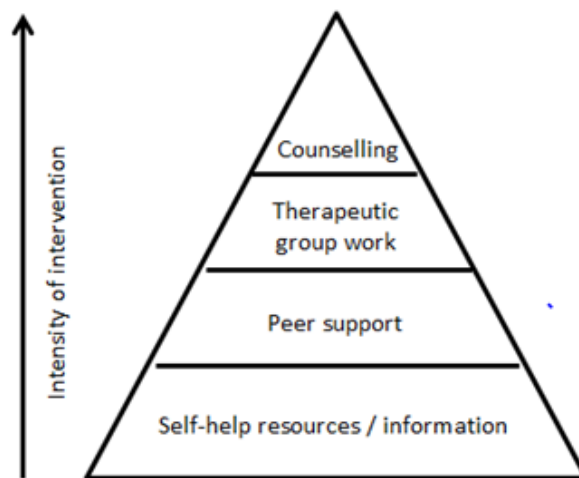 Counselling
Therapeutic
group work
Peer support
Self-help resources / information
Intensity of intervention